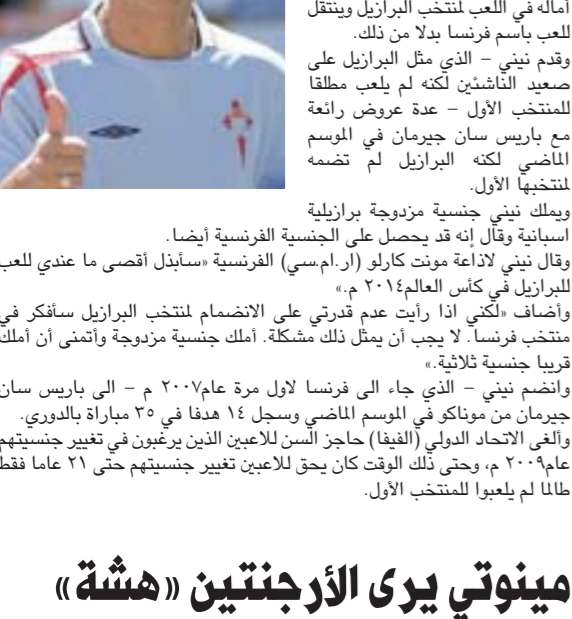 آماله في اللعب لمنتخب البرازيل وينتقل
للعب باسم فرنسا بدلا من ذلك.
وقدم نيني – الذي مثل البرازيل على
صعيد الناشئين لكنه لم يلعب مطلقا
للمنتخب الأول – عدة عروض رائعة
مع باريس سان جيرمان في الموسم
الماضي لكنه البرازيل لم تضمه
لمنتخبها الأول.
ويملك نيني جنسية مزدوجة برازيلية
اسبانية وقال إنه قد يحصل على الجنسية الفرنسية أيضا.
وقال نيني لاذاعة مونت كارلو (ار.ام.سي) الفرنسية «سأبذل أقصى ما عندي للعب
للبرازيل في كأس العالم٢٠١٤ م.»
وأضاف «لكني اذا رأيت عدم قدرتي على الانضمام لمنتخب البرازيل سأفكر في
منتخب فرنسا. لا يجب أن يمثل ذلك مشكلة. أملك جنسية مزدوجة وأتمنى أن أملك
قريبا جنسية ثلاثية.»
وانضم نيني – الذي جاء الى فرنسا لاول مرة عام٢٠٠٧ م – الى باريس سان
جيرمان من موناكو في الموسم الماضي وسجل ١٤ هدفا في ٣٥ مباراة بالدوري.
وألغى الاتحاد الدولي (الفيفا) حاجز السن للاعبين الذين يرغبون في تغيير جنسيتهم
عام٢٠٠٩ م، وحتى ذلك الوقت كان يحق للاعبين تغيير جنسيتهم حتى ٢١ عاما فقط
طالما لم يلعبوا للمنتخب الأول.
مينوتي يرى الأرجنتين «هشة»